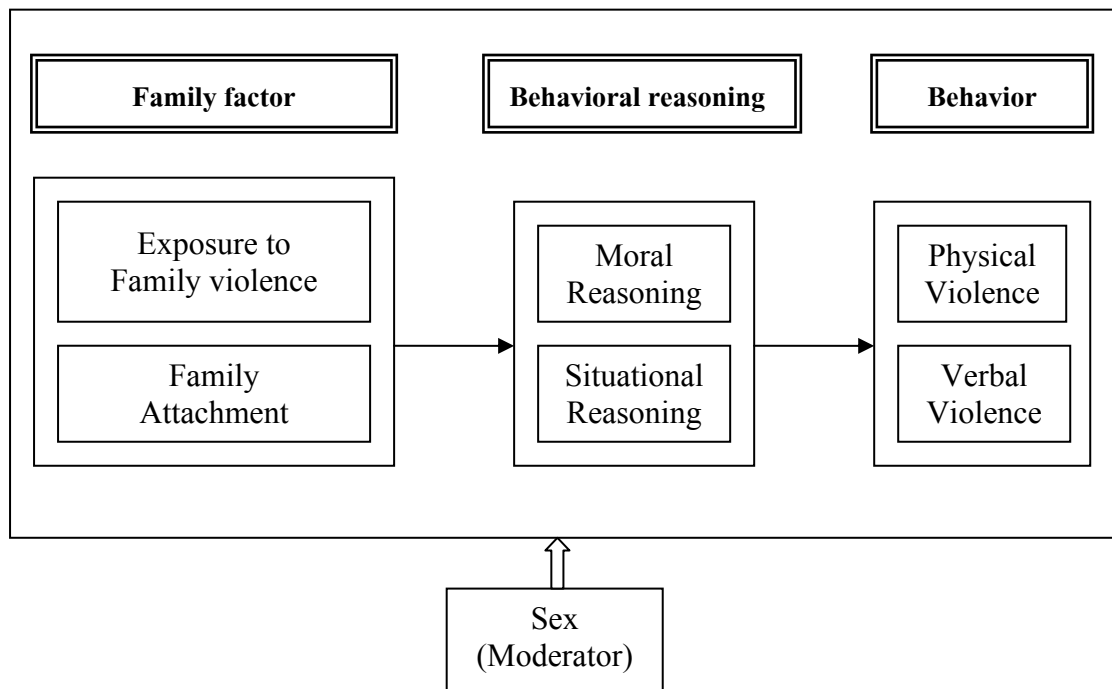 Family factor
Behavioral reasoning
Behavior
Exposure to
Family violence
Family
Attachment
Moral
Reasoning
Situational
Reasoning
Physical
Violence
Verbal
Violence
Sex
(Moderator)